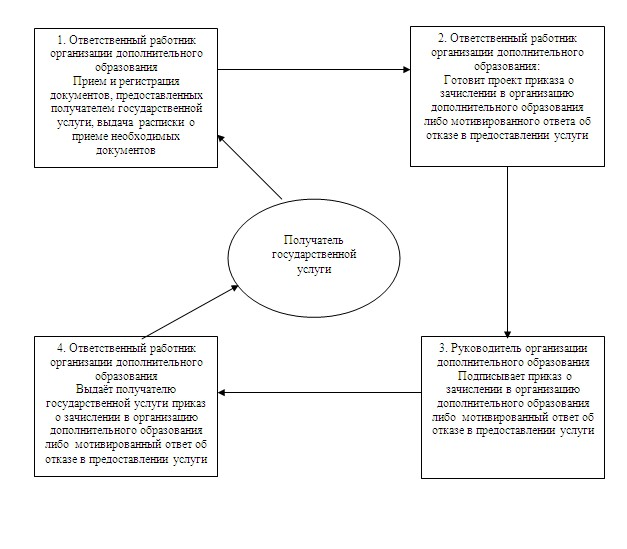 1. Ответственный работник
организации дополнительного
образования
Прием и регистрация
документов, предоставленных
получателем государственной
услуги, выдача расписки о
приеме необходимых
документов
2. Ответственный работник
организации дополнительного
образования:
Готовит проект приказа о
зачислении в организацию
дополнительного образования
либо мотивированного ответа об
отказе в предоставлении услуги
Получатель
государственной
услуги
3. Руководитель организации
дополнительного образования
Подписывает приказ о
зачислении в организацию
дополнительного образования
либо мотивированный ответ об
отказе в предоставлении услуги
4. Ответственный работник
организации дополнительного
образования
Выдаёт получателю
государственной услуги приказ
о зачислении в организацию
дополнительного образования
либо мотивированный ответ об
отказе в предоставлении услуги